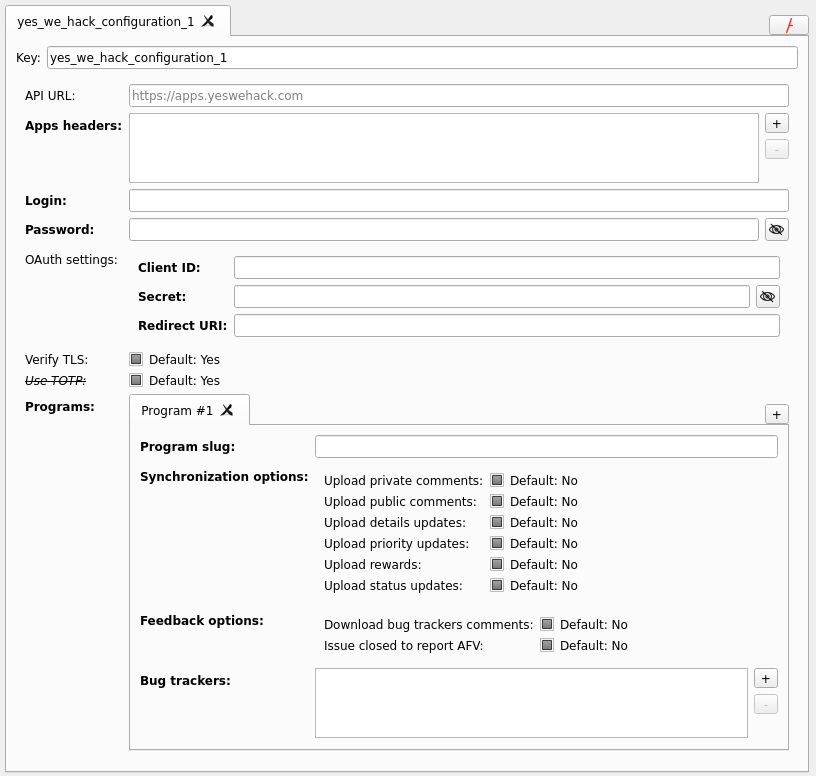 yes_we_hack_configuration_1
Key: yes_we_hack_configuration_1
API URL: https://apps.yeswehack.com
Apps headers: +
-
Login:
Password:
OAuth settings:
Client ID:
Secret:
Redirect URI:
Verify TLS: Default: Yes
Use TOTP: Default: Yes
Programs: Program #1 +
Program slug:
Synchronization options:
Upload private comments: Default: No
Upload public comments: Default: No
Upload details updates: Default: No
Upload priority updates: Default: No
Upload rewards: Default: No
Upload status updates: Default: No
Feedback options:
Download bug trackers comments: Default: No
Issue closed to report AFV: Default: No
Bug trackers: +
-